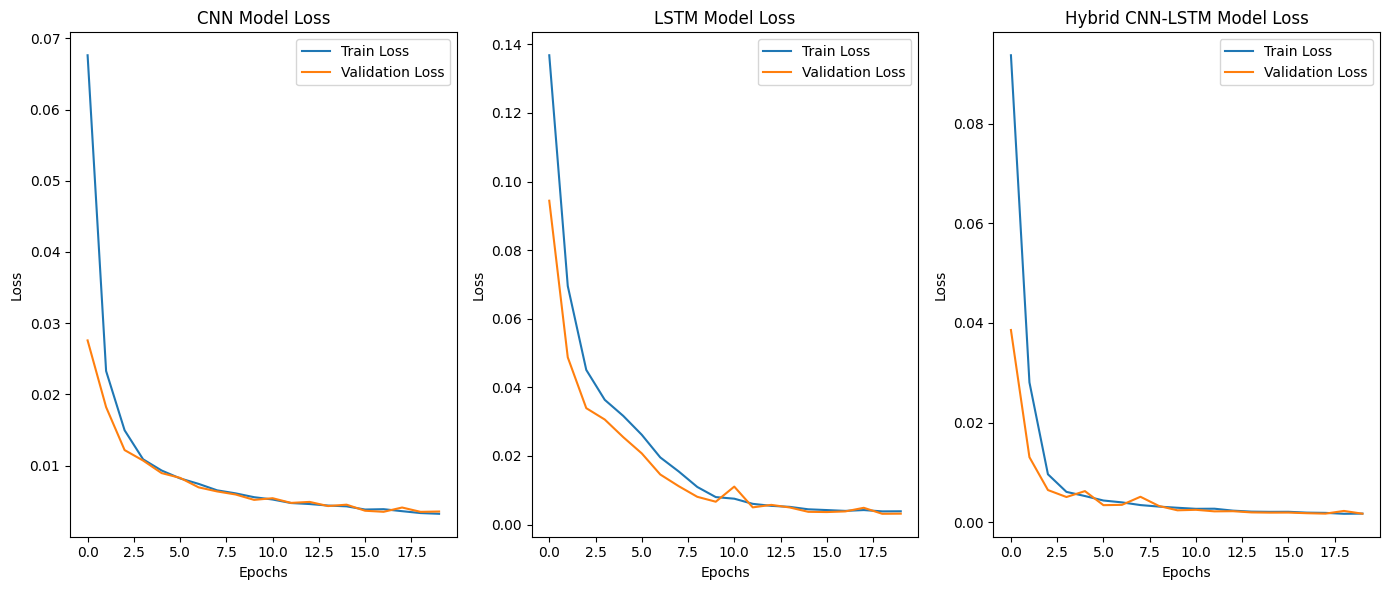 CNN Model Loss
Train Loss
Validation Loss
0.07
0.06
0.05
0.04
0.03
0.02
0.01
Loss
0.0 2.5 5.0 7.5 10.0 12.5 15.0 17.5
Epochs
LSTM Model Loss
Train Loss
Validation Loss
0.14
0.12
0.10
0.08
0.06
0.04
0.02
0.00
Loss
0.0 2.5 5.0 7.5 10.0 12.5 15.0 17.5
Epochs
Hybrid CNN-LSTM Model Loss
Train Loss
Validation Loss
0.08
0.06
0.04
0.02
0.00
Loss
0.0 2.5 5.0 7.5 10.0 12.5 15.0 17.5
Epochs